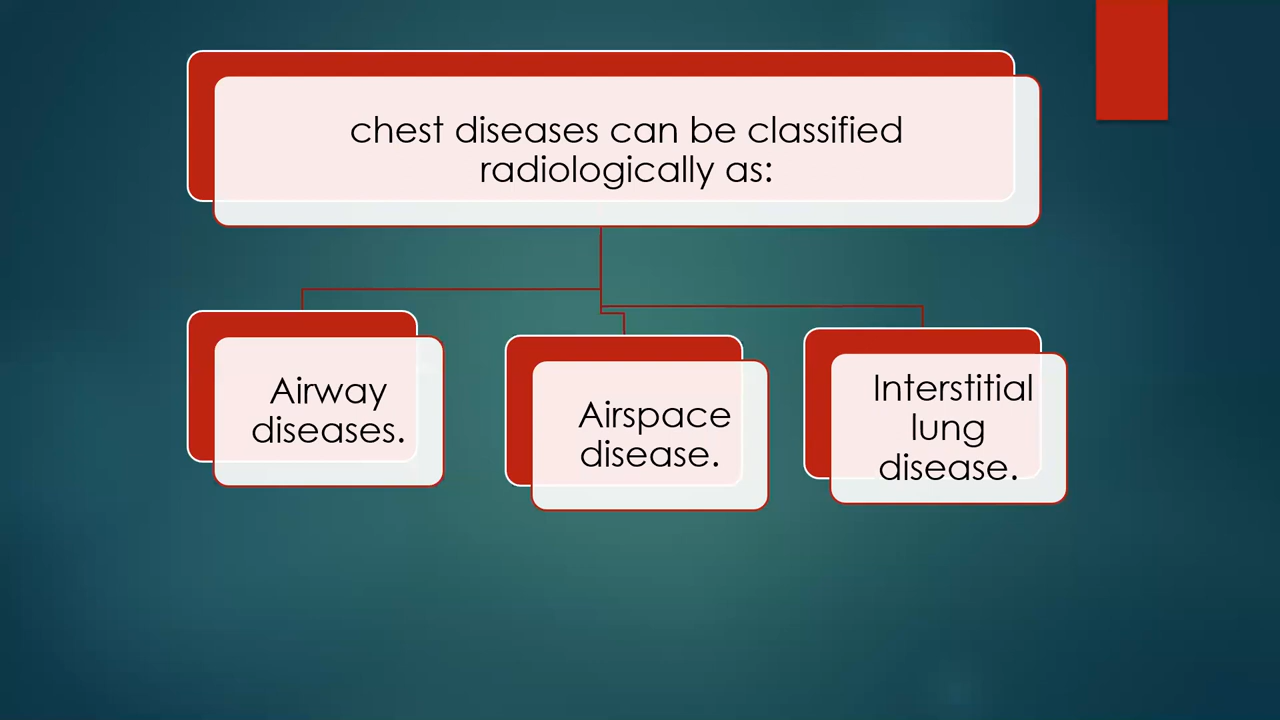 chest diseases can be classified
radiologically as:
Airway
diseases.
Airspace
disease.
Interstitial
lung
disease.